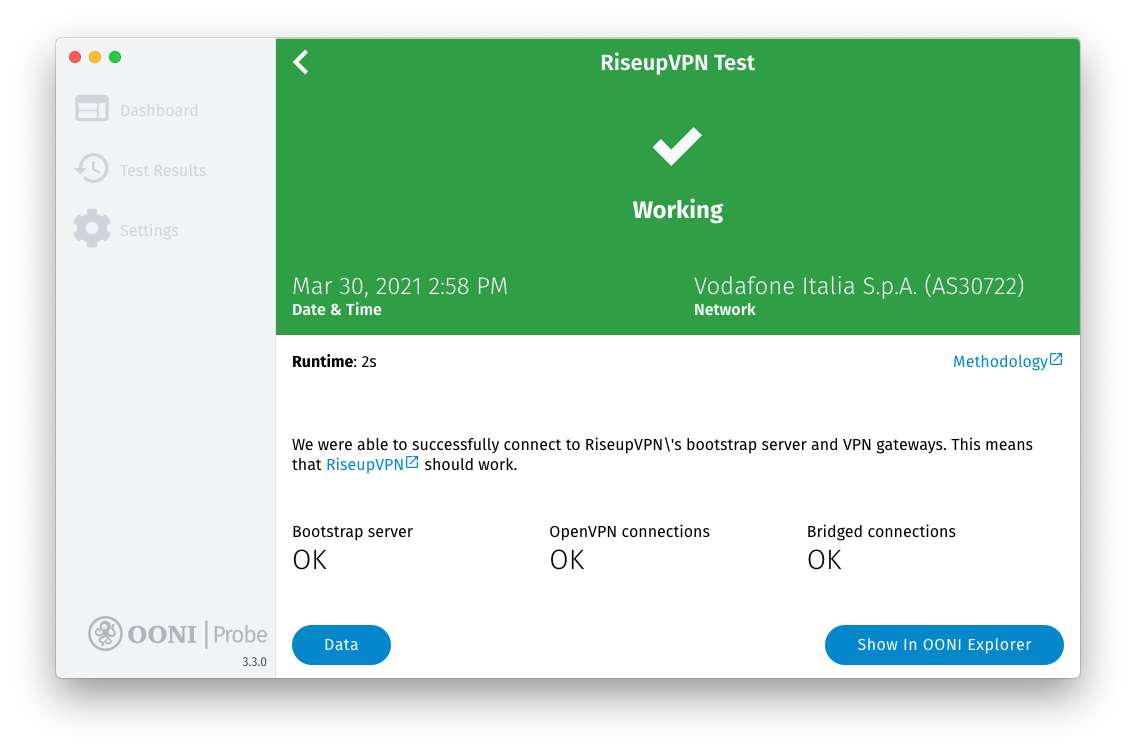 RiseupVPN Test
Dashboard
Test Results
Settings
Working
Mar 30, 2021 2:58 PM
Date & Time
Vodafone Italia S.p.A. (AS30722)
Network
Runtime: 2s
Methodology
We were able to successfully connect to RiseupVPN\'s bootstrap server and VPN gateways. This means
that RiseupVPN should work.
Bootstrap server
OK
OpenVPN connections
OK
Bridged connections
OK
OONI | Probe
3.3.0
Data
Show In OONI Explorer